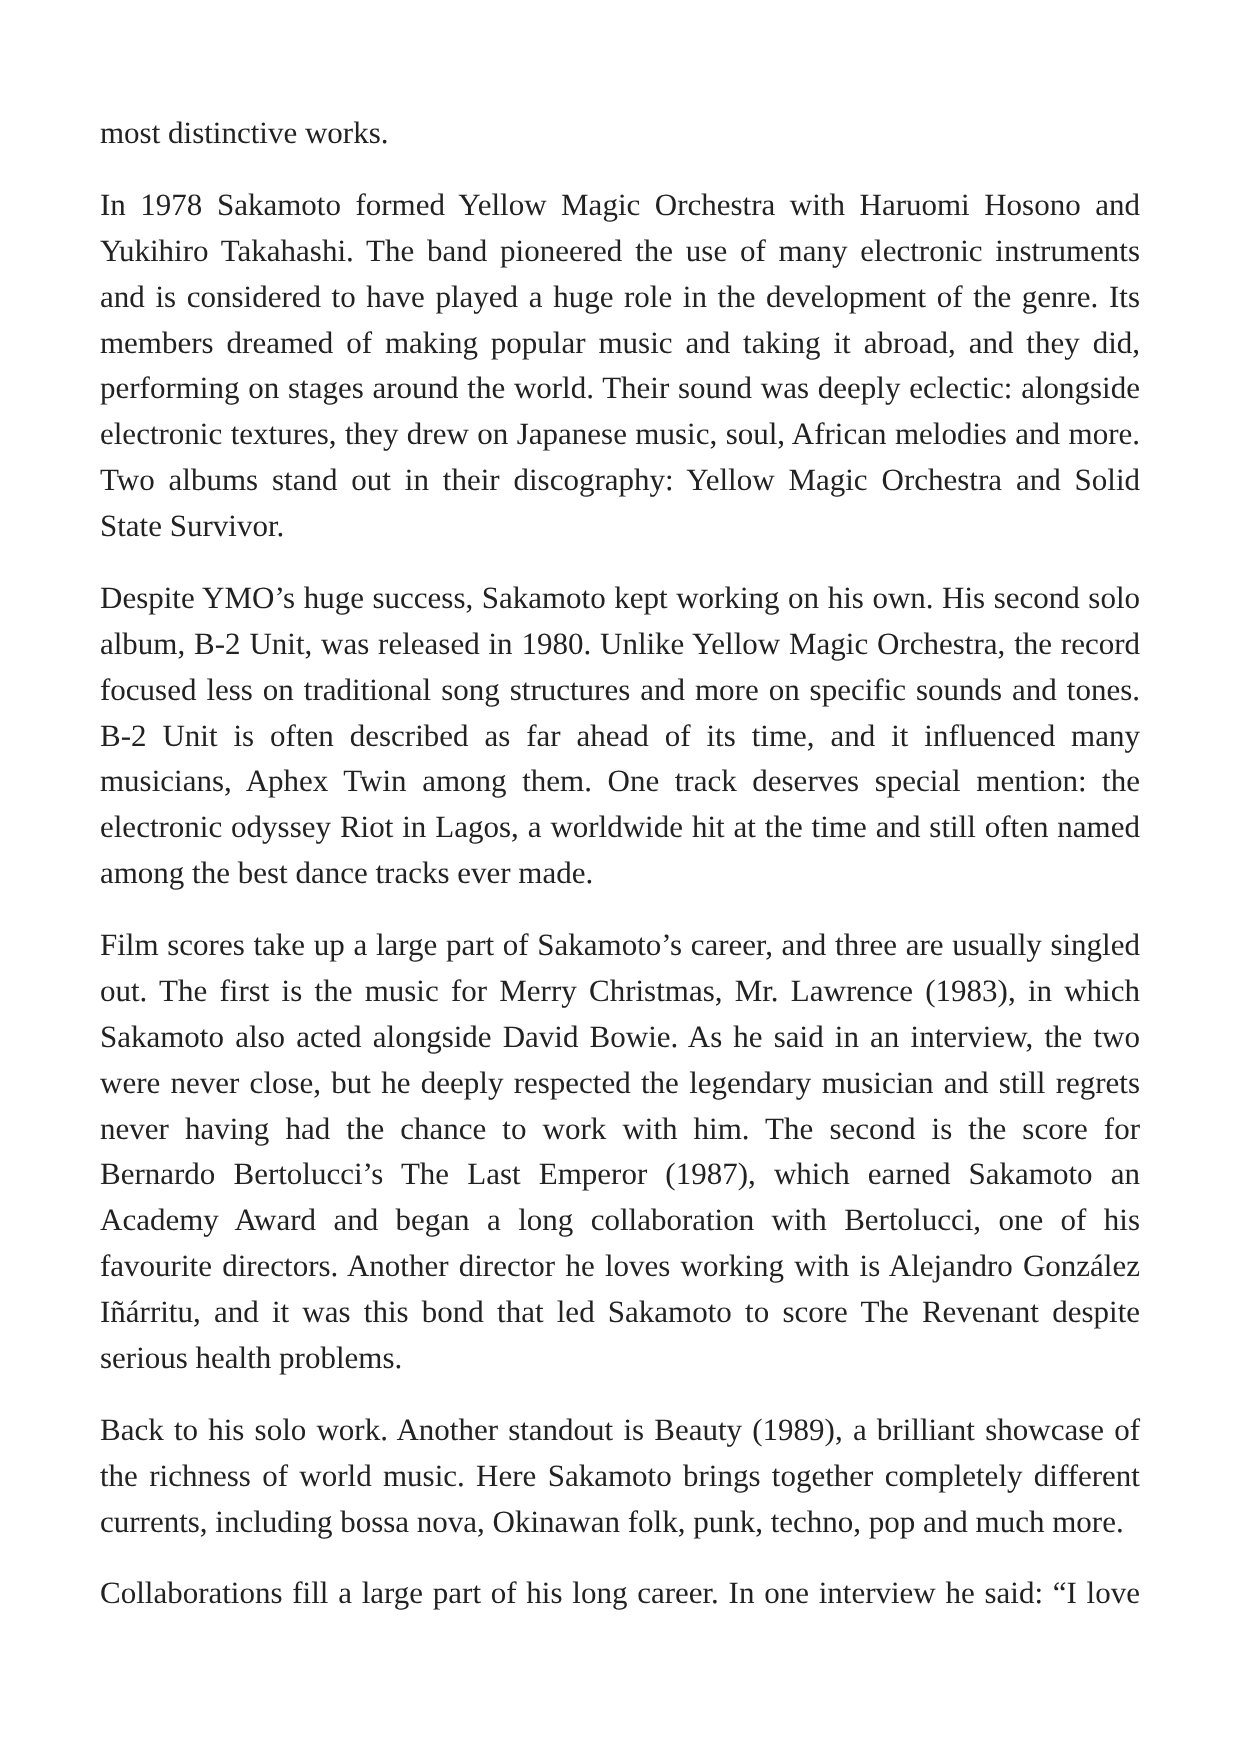 most distinctive works.
In 1978 Sakamoto formed Yellow Magic Orchestra with Haruomi Hosono and
Yukihiro Takahashi. The band pioneered the use of many electronic instruments
and is considered to have played a huge role in the development of the genre. Its
members dreamed of making popular music and taking it abroad, and they did,
performing on stages around the world. Their sound was deeply eclectic: alongside
electronic textures, they drew on Japanese music, soul, African melodies and more.
Two albums stand out in their discography: Yellow Magic Orchestra and Solid
State Survivor.
Despite YMO’s huge success, Sakamoto kept working on his own. His second solo
album, B-2 Unit, was released in 1980. Unlike Yellow Magic Orchestra, the record
focused less on traditional song structures and more on specific sounds and tones.
B-2 Unit is often described as far ahead of its time, and it influenced many
musicians, Aphex Twin among them. One track deserves special mention: the
electronic odyssey Riot in Lagos, a worldwide hit at the time and still often named
among the best dance tracks ever made.
Film scores take up a large part of Sakamoto’s career, and three are usually singled
out. The first is the music for Merry Christmas, Mr. Lawrence (1983), in which
Sakamoto also acted alongside David Bowie. As he said in an interview, the two
were never close, but he deeply respected the legendary musician and still regrets
never having had the chance to work with him. The second is the score for
Bernardo Bertolucci’s The Last Emperor (1987), which earned Sakamoto an
Academy Award and began a long collaboration with Bertolucci, one of his
favourite directors. Another director he loves working with is Alejandro González
Iñárritu, and it was this bond that led Sakamoto to score The Revenant despite
serious health problems.
Back to his solo work. Another standout is Beauty (1989), a brilliant showcase of
the richness of world music. Here Sakamoto brings together completely different
currents, including bossa nova, Okinawan folk, punk, techno, pop and much more.
Collaborations fill a large part of his long career. In one interview he said: “I love